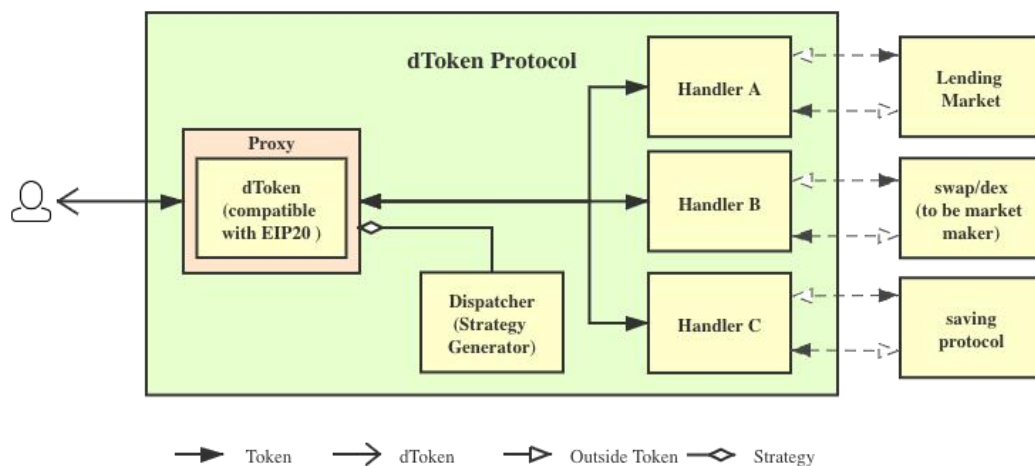 dToken Protocol
Proxy
dToken
(compatible
with EIP20 )
Dispatcher
(Strategy
Generator)
Handler A
Handler B
Handler C
Lending
Market
swap/dex
(to be market
maker)
saving
protocol
Token
dToken
Outside Token
Strategy